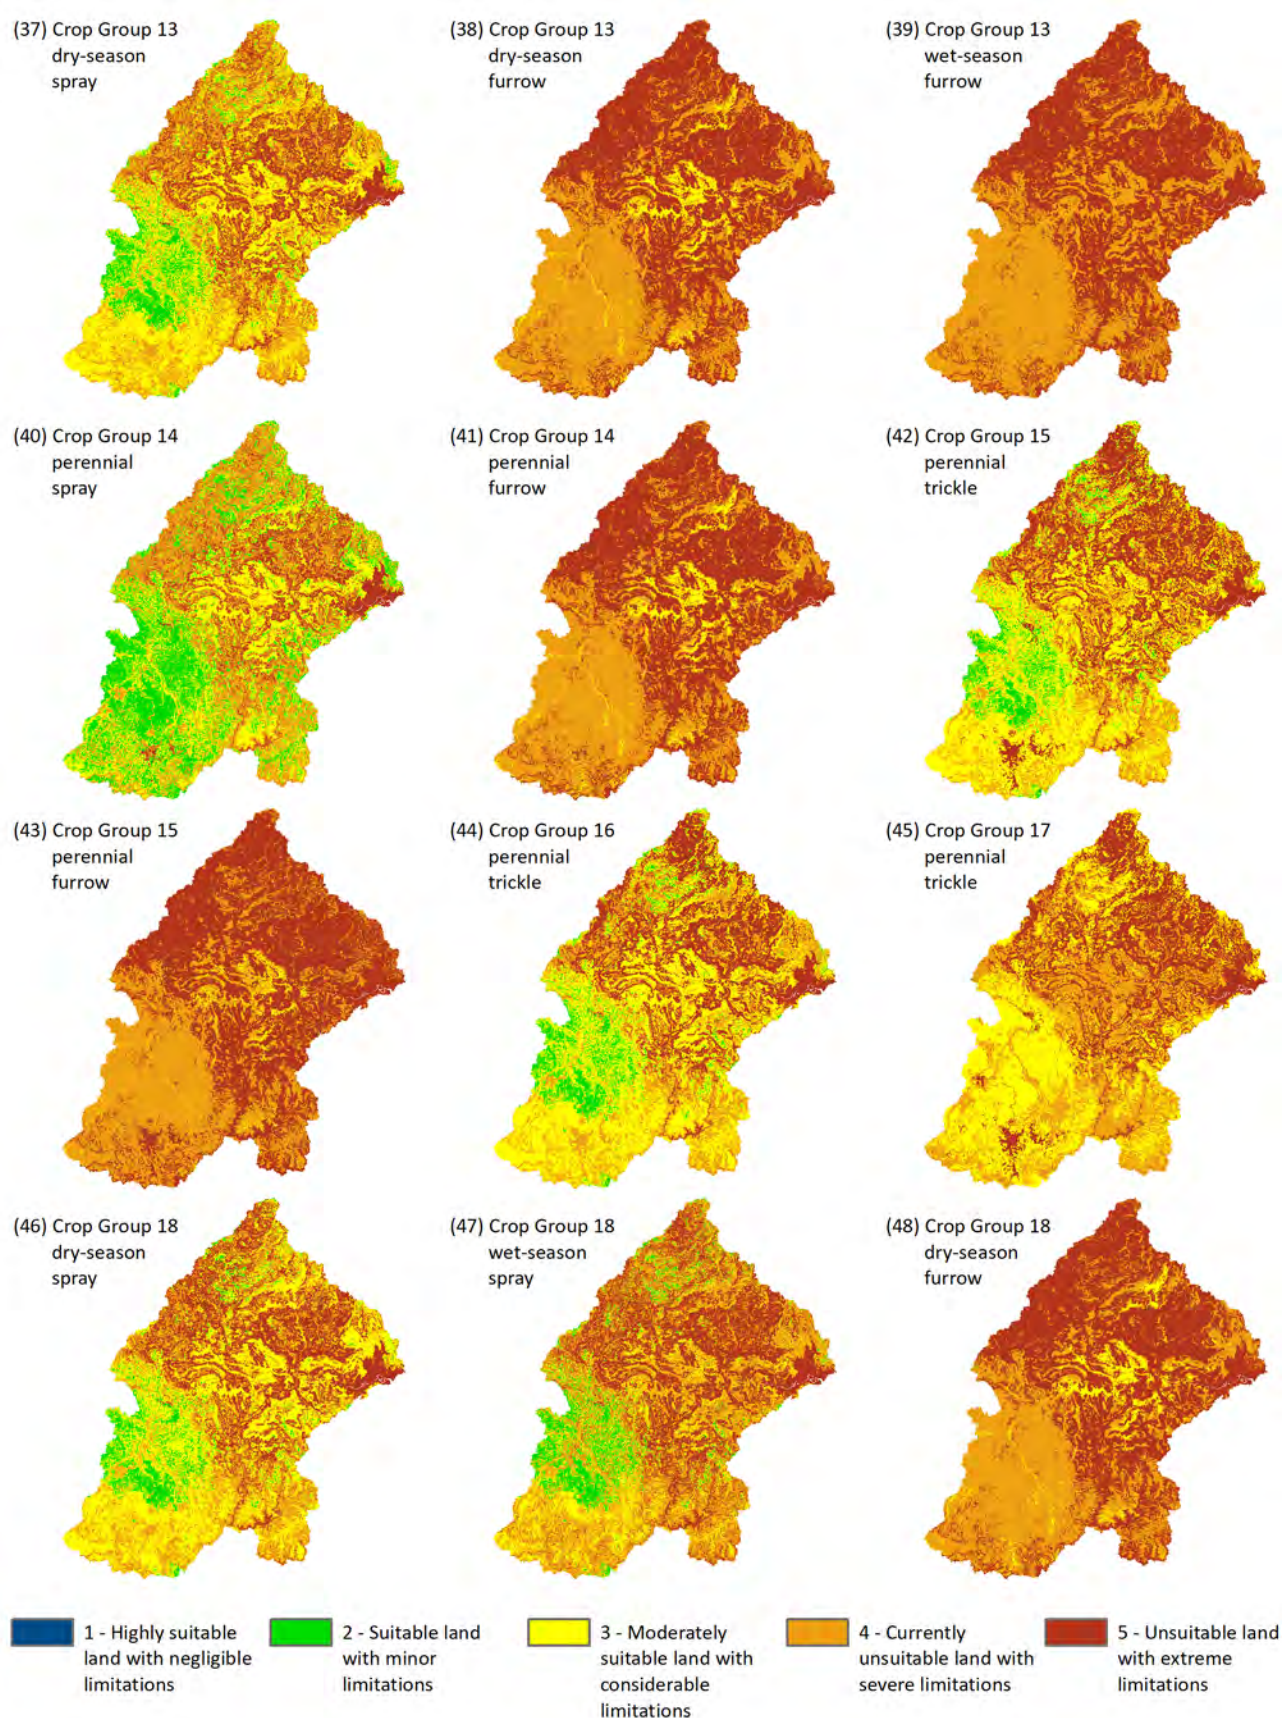 (37) Crop Group 13
dry-season
spray
(38) Crop Group 13
dry-season
furrow
(39) Crop Group 13
wet-season
furrow
(40) Crop Group 14
perennial
spray
(41) Crop Group 14
perennial
furrow
(42) Crop Group 15
perennial
trickle
(43) Crop Group 15
perennial
furrow
(44) Crop Group 16
perennial
trickle
(45) Crop Group 17
perennial
trickle
(46) Crop Group 18
dry-season
spray
(47) Crop Group 18
wet-season
spray
(48) Crop Group 18
dry-season
furrow
1 - Highly suitable
land with negligible
limitations
2 - Suitable land
with minor
limitations
3 - Moderately
suitable land with
considerable
limitations
4 - Currently
unsuitable land with
severe limitations
5 - Unsuitable land
with extreme
limitations